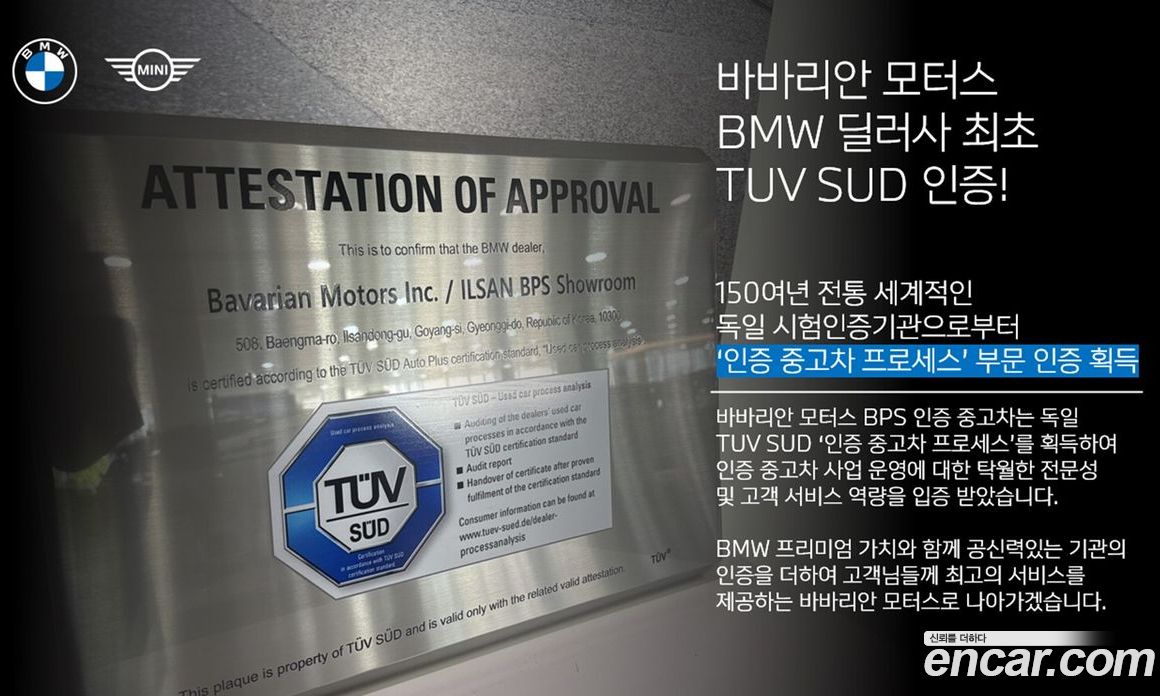 BMW
MINI
바바리안 모터스
BMW 딜러사 최초
TUV SUD 인증!
150여년 전통 세계적인
독일 시험인증기관으로부터
‘인증 중고차 프로세스’ 부문 인증 획득
바바리안 모터스 BPS 인증 중고차는 독일
TUV SUD ‘인증 중고차 프로세스’를 획득하여
인증 중고차 사업 운영에 대한 탁월한 전문성
및 고객 서비스 역량을 입증 받았습니다.
BMW 프리미엄 가치와 함께 공신력있는 기관의
인증을 더하여 고객님들께 최고의 서비스를
제공하는 바바리안 모터스로 나아가겠습니다.
ATTESTATION OF APPROVAL
This is to confirm that the BMW dealer,
Bavarian Motors Inc. / ILSAN BPS Showroom
508, Baengma-ro, Ilsandong-gu, Goyang-si, Gyeonggi-do, Republic of Korea, 10300
is certified according to the TÜV SÜD Auto Plus certification standard, "Used car process analysis".
Used car process analysis
TÜV
SÜD
Certification
in accordance with TÜV SÜD
certification standard
TÜV SÜD – Used car process analysis
■ Auditing of the dealers' used car
processes in accordance with the
TÜV SÜD certification standard
■ Audit report
■ Handover of certificate after proven
fulfilment of the certification standard
Consumer information can be found at
www.tuev-sued.de/dealer-
processanalysis
TÜV®
This plaque is property of TÜV SÜD and is valid only with the related valid attestation.
신뢰를 더하다
encar.com